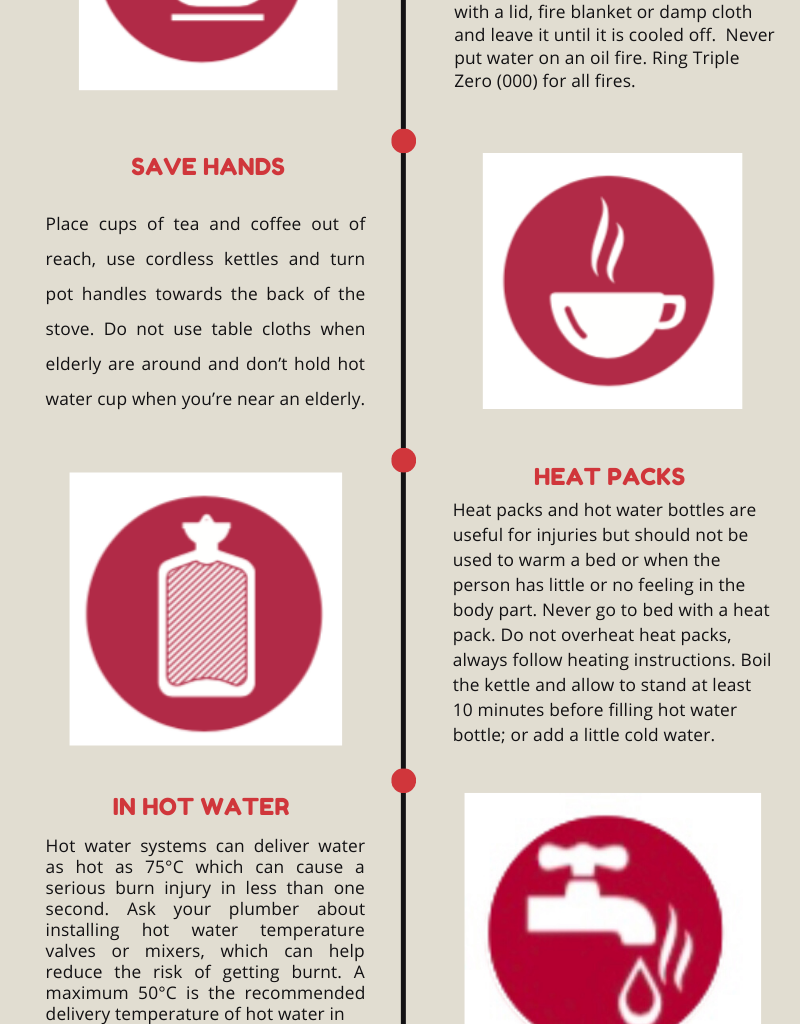 with a lid, fire blanket or damp cloth
and leave it until it is cooled off.  Never
put water on an oil fire. Ring Triple
Zero (000) for all fires.
SAVE HANDS
Place cups of tea and coffee out of
reach, use cordless kettles and turn
pot handles towards the back of the
stove. Do not use table cloths when
elderly are around and don’t hold hot
water cup when you’re near an elderly.
HEAT PACKS
Heat packs and hot water bottles are
useful for injuries but should not be
used to warm a bed or when the
person has little or no feeling in the
body part. Never go to bed with a heat
pack. Do not overheat heat packs,
always follow heating instructions. Boil
the kettle and allow to stand at least
10 minutes before filling hot water
bottle; or add a little cold water.
IN HOT WATER
Hot water systems can deliver water
as hot as 75°C which can cause a
serious burn injury in less than one
second. Ask your plumber about
installing hot water temperature
valves or mixers, which can help
reduce the risk of getting burnt. A
maximum 50°C is the recommended
delivery temperature of hot water in